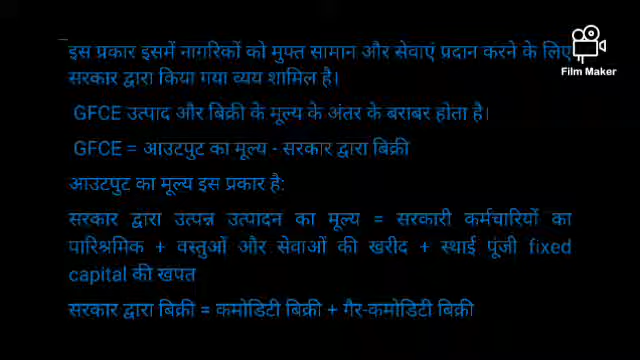 इस प्रकार इसमें नागरिकों को मुफ्त सामान और सेवाएं प्रदान करने के लिए
सरकार द्वारा किया गया व्यय शामिल है।
Film Maker
GFCE उत्पाद और बिक्री के मूल्य के अंतर के बराबर होता है।
GFCE = आउटपुट का मूल्य - सरकार द्वारा बिक्री
आउटपुट का मूल्य इस प्रकार है:
सरकार द्वारा उत्पन्न उत्पादन का मूल्य = सरकारी कर्मचारियों का
पारिश्रमिक + वस्तुओं और सेवाओं की खरीद + स्थाई पूंजी fixed
capital की खपत
सरकार द्वारा बिक्री = कमोडिटी बिक्री + गैर-कमोडिटी बिक्री